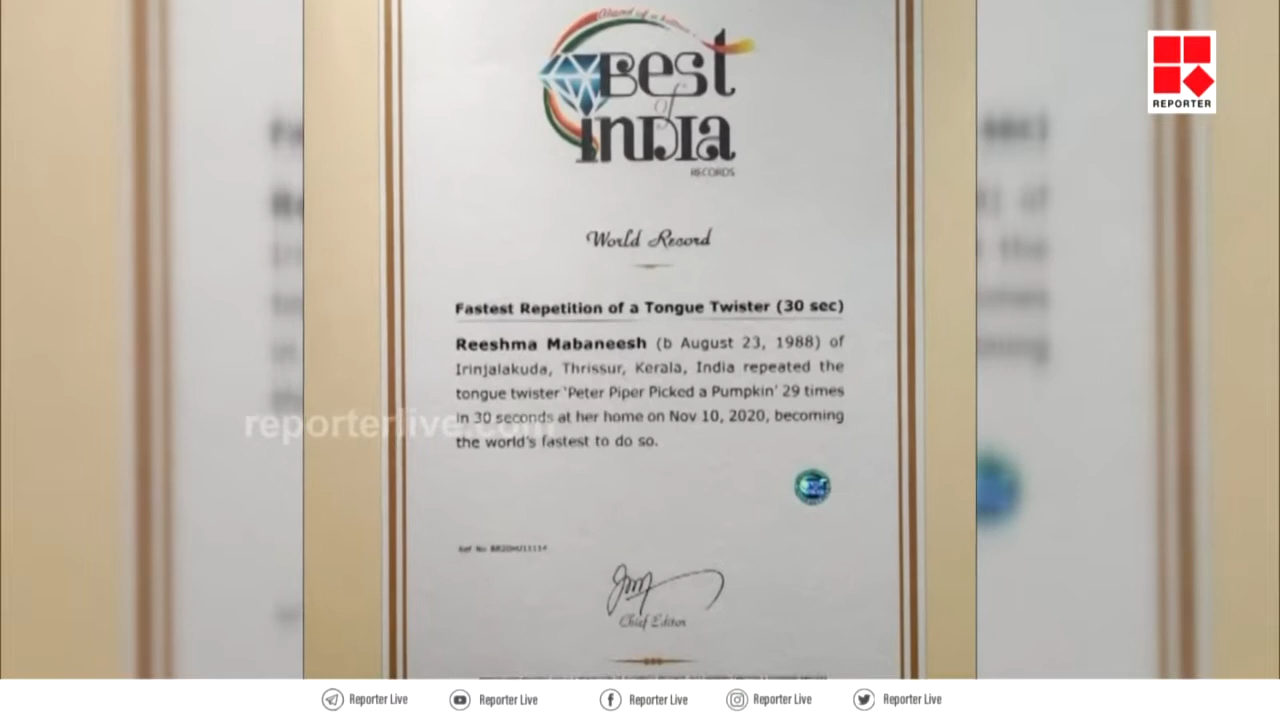 REPORTER
Best
of
India
RECORDS
World Record
Fastest Repetition of a Tongue Twister (30 sec)
Reeshma Mabaneesh (b August 23, 1988) of
Irinjalakuda, Thrissur, Kerala, India repeated the
tongue twister 'Peter Piper Picked a Pumpkin' 29 times
in 30 seconds at her home on Nov 10, 2020, becoming
the world's fastest to do so.
reporterlive.com
Ref No
Chief Editor
Reporter Live
Reporter Live
Reporter Live
Reporter Live
Reporter Live